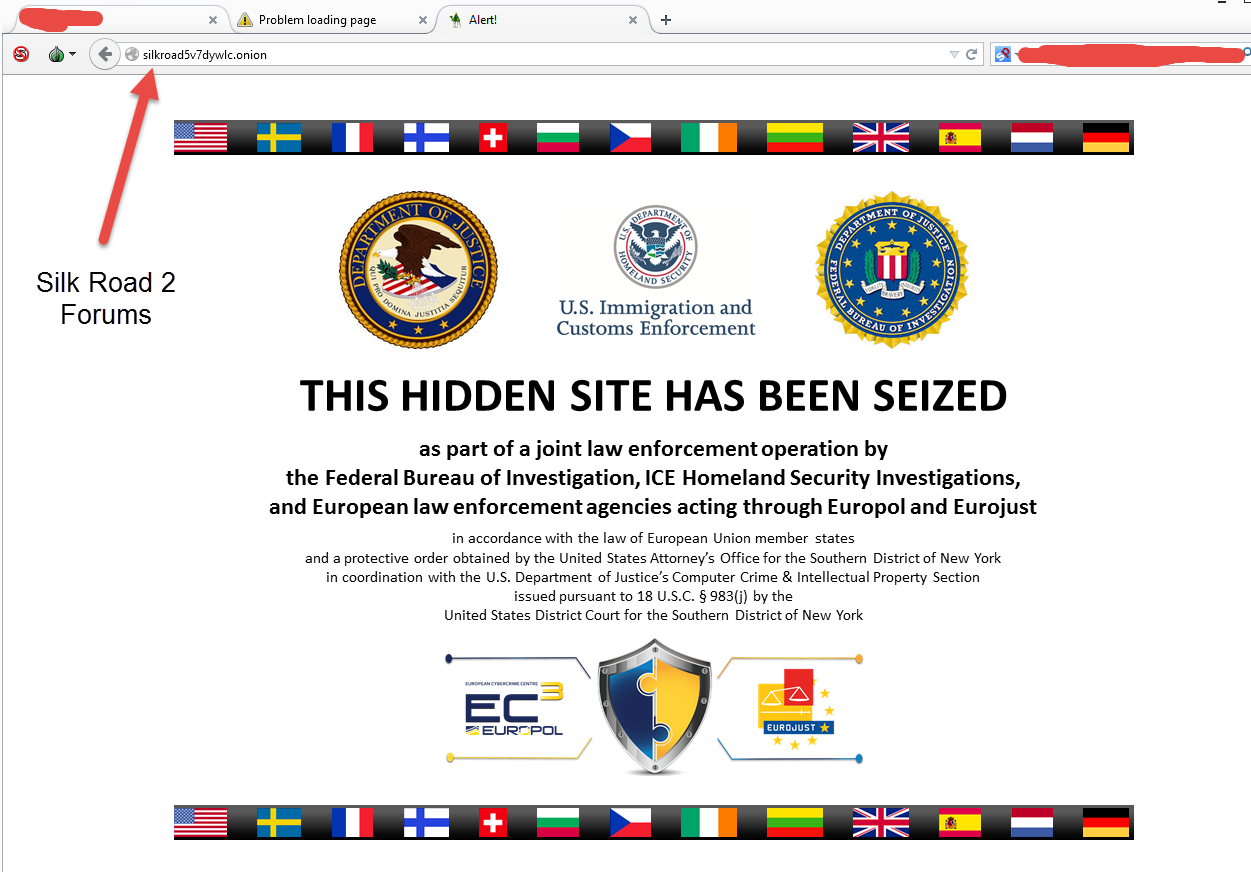 Problem loading page
Alert!
silkroad5v7dywlc.onion
Silk Road 2
Forums
DEPARTMENT OF JUSTICE
QUI PRO DOMINA JUSTITIA SEQUITUR
U.S. DEPARTMENT OF
HOMELAND SECURITY
U.S. Immigration and
Customs Enforcement
DEPARTMENT OF JUSTICE
FEDERAL BUREAU OF INVESTIGATION
THIS HIDDEN SITE HAS BEEN SEIZED
as part of a joint law enforcement operation by
the Federal Bureau of Investigation, ICE Homeland Security Investigations,
and European law enforcement agencies acting through Europol and Eurojust
in accordance with the law of European Union member states
and a protective order obtained by the United States Attorney's Office for the Southern District of New York
in coordination with the U.S. Department of Justice's Computer Crime & Intellectual Property Section
issued pursuant to 18 U.S.C. § 983(j) by the
United States District Court for the Southern District of New York
EUROPEAN CYBERCRIME CENTRE
EC3
EUROPOL
EUROJUST